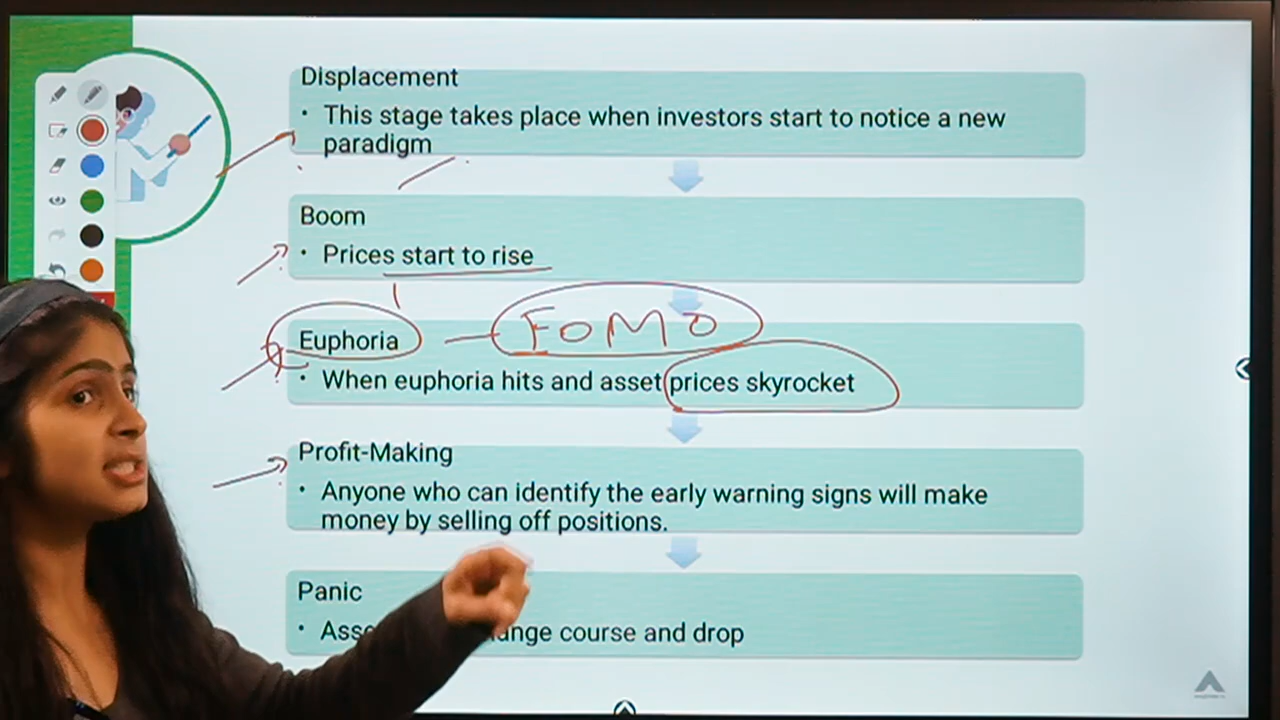 Displacement
• This stage takes place when investors start to notice a new
paradigm
Boom
• Prices start to rise
Euphoria — FOMO
• When euphoria hits and asset prices skyrocket
Profit-Making
• Anyone who can identify the early warning signs will make
money by selling off positions.
Panic
• course and drop